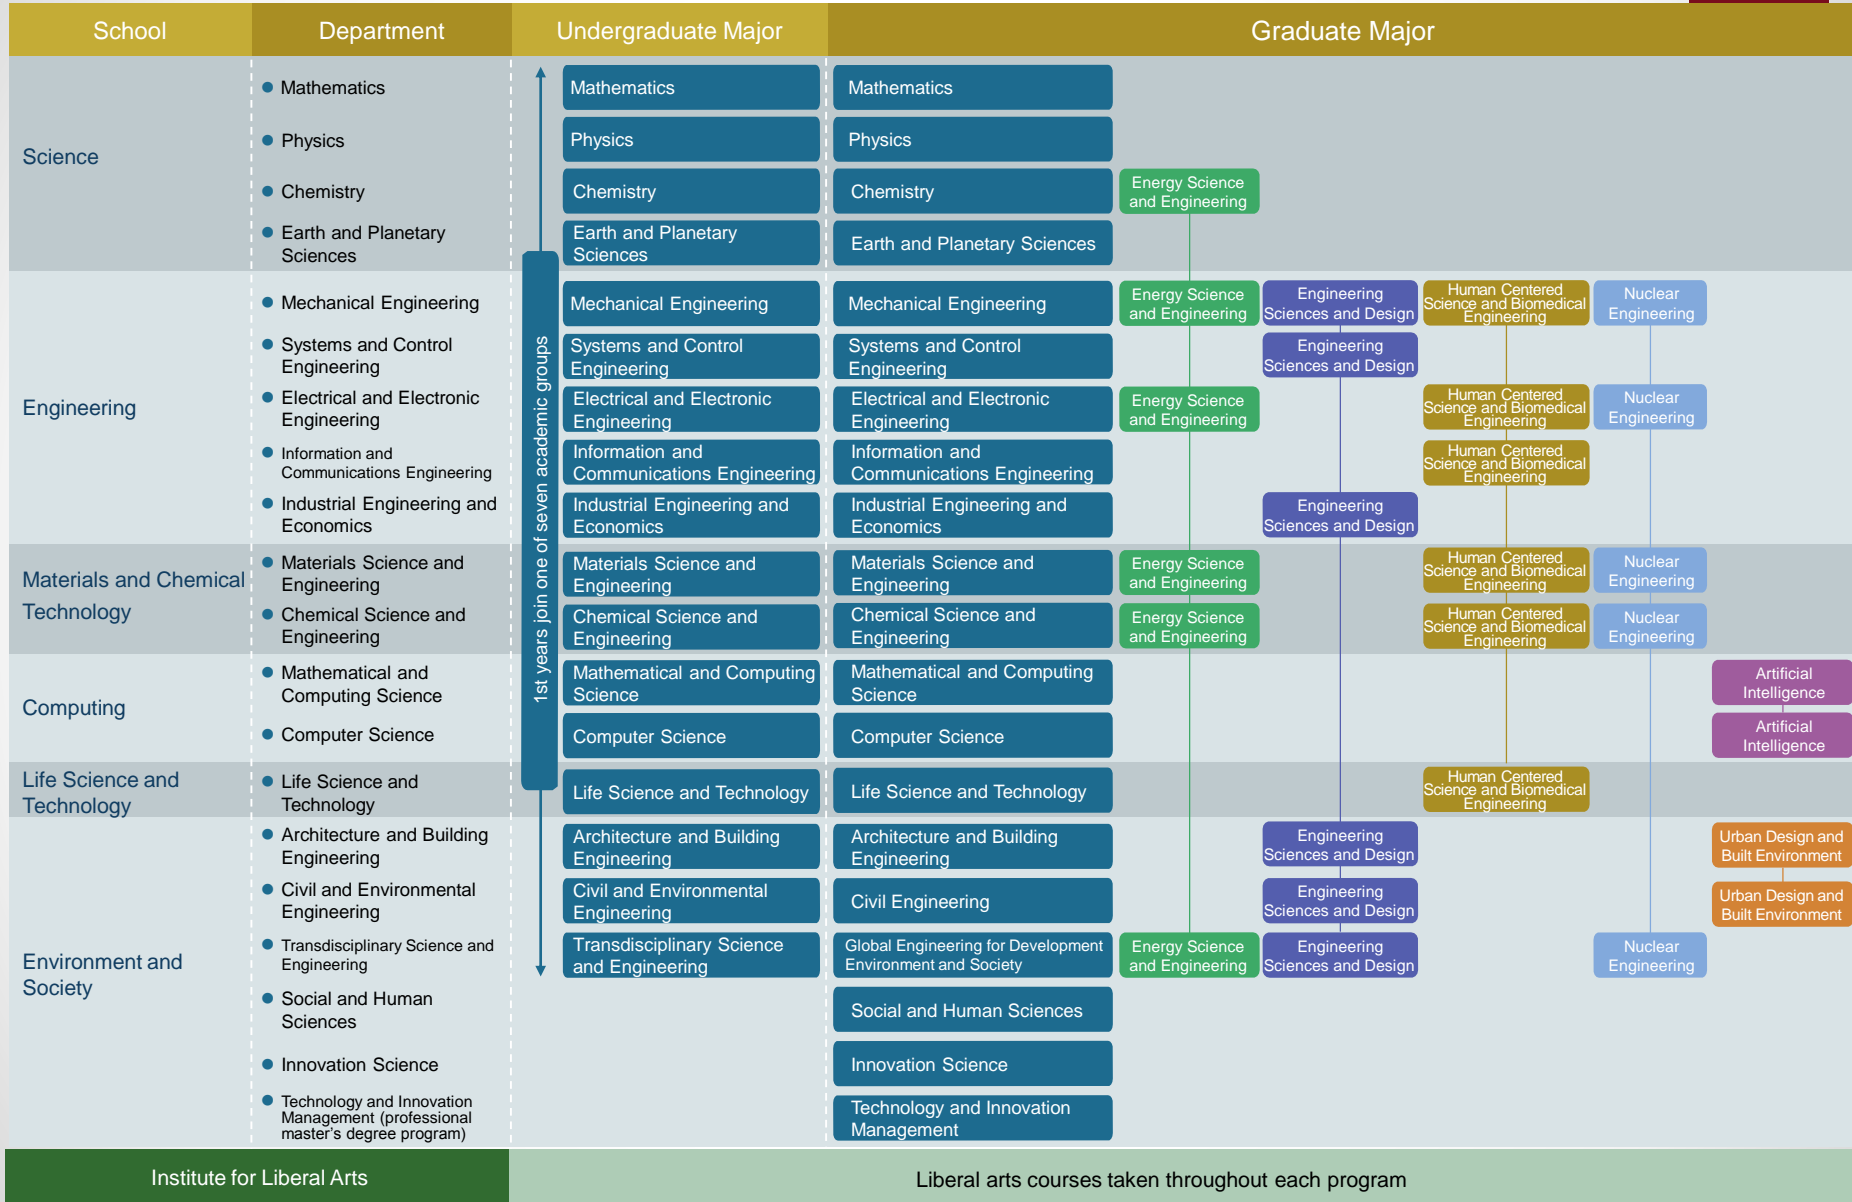 School
Department
Undergraduate Major
Graduate Major
Science
Mathematics
Mathematics
Mathematics
Physics
Physics
Physics
Chemistry
Chemistry
Chemistry
Energy Science
and Engineering
Earth and Planetary
Sciences
Earth and Planetary
Sciences
Earth and Planetary Sciences
1st years join one of seven academic groups
Engineering
Mechanical Engineering
Mechanical Engineering
Mechanical Engineering
Energy Science
and Engineering
Engineering
Sciences and Design
Human Centered
Science and Biomedical
Engineering
Nuclear
Engineering
Systems and Control
Engineering
Systems and Control
Engineering
Systems and Control
Engineering
Engineering
Sciences and Design
Electrical and Electronic
Engineering
Electrical and Electronic
Engineering
Electrical and Electronic
Engineering
Energy Science
and Engineering
Human Centered
Science and Biomedical
Engineering
Nuclear
Engineering
Information and
Communications Engineering
Information and
Communications Engineering
Information and
Communications Engineering
Human Centered
Science and Biomedical
Engineering
Industrial Engineering and
Economics
Industrial Engineering and
Economics
Industrial Engineering and
Economics
Engineering
Sciences and Design
Materials and Chemical
Technology
Materials Science and
Engineering
Materials Science and
Engineering
Materials Science and
Engineering
Energy Science
and Engineering
Human Centered
Science and Biomedical
Engineering
Nuclear
Engineering
Chemical Science and
Engineering
Chemical Science and
Engineering
Chemical Science and
Engineering
Energy Science
and Engineering
Human Centered
Science and Biomedical
Engineering
Nuclear
Engineering
Computing
Mathematical and
Computing Science
Mathematical and Computing
Science
Mathematical and Computing
Science
Artificial
Intelligence
Computer Science
Computer Science
Computer Science
Artificial
Intelligence
Life Science and
Technology
Life Science and
Technology
Life Science and Technology
Life Science and Technology
Human Centered
Science and Biomedical
Engineering
Environment and
Society
Architecture and Building
Engineering
Architecture and Building
Engineering
Architecture and Building
Engineering
Engineering
Sciences and Design
Urban Design and
Built Environment
Civil and Environmental
Engineering
Civil and Environmental
Engineering
Civil Engineering
Engineering
Sciences and Design
Urban Design and
Built Environment
Transdisciplinary Science and
Engineering
Transdisciplinary Science
and Engineering
Global Engineering for Development
Environment and Society
Energy Science
and Engineering
Engineering
Sciences and Design
Nuclear
Engineering
Social and Human
Sciences
Social and Human Sciences
Innovation Science
Innovation Science
Technology and Innovation
Management (professional
master's degree program)
Technology and Innovation
Management
Institute for Liberal Arts
Liberal arts courses taken throughout each program